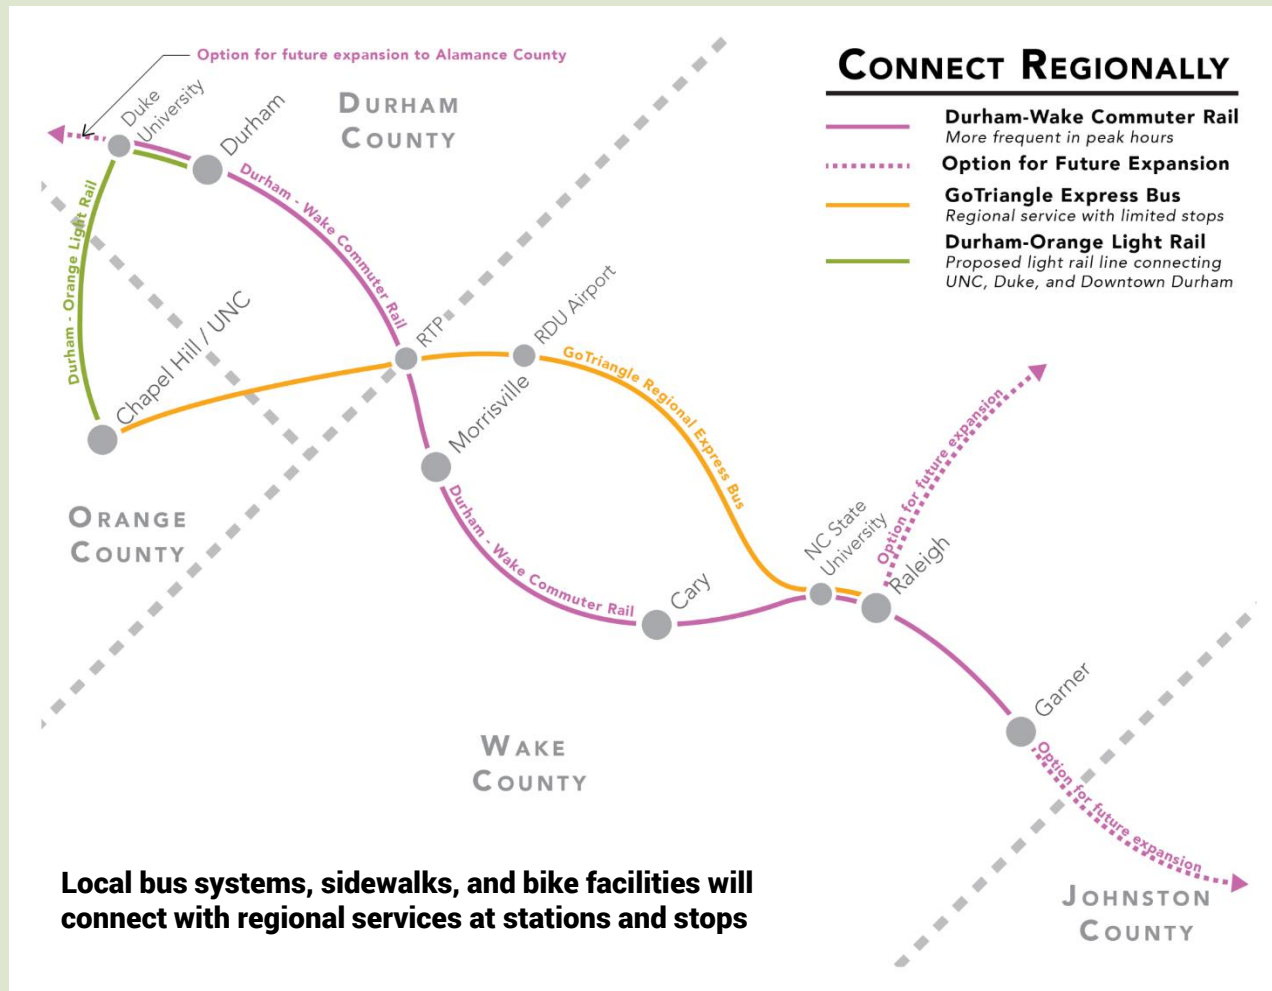 Option for future expansion to Alamance County
CONNECT REGIONALLY
Durham-Wake Commuter Rail
More frequent in peak hours
Option for Future Expansion
GoTriangle Express Bus
Regional service with limited stops
Durham-Orange Light Rail
Proposed light rail line connecting
UNC, Duke, and Downtown Durham
Duke
University
Durham
DURHAM
COUNTY
Durham - Wake Commuter Rail
Durham - Orange Light Rail
Chapel Hill / UNC
RTP
RDU Airport
GoTriangle Regional Express Bus
Morrisville
Durham - Wake Commuter Rail
ORANGE
COUNTY
Cary
NC State
University
Raleigh
Option for future expansion
Garner
Option for future expansion
WAKE
COUNTY
JOHNSTON
COUNTY
Local bus systems, sidewalks, and bike facilities will
connect with regional services at stations and stops